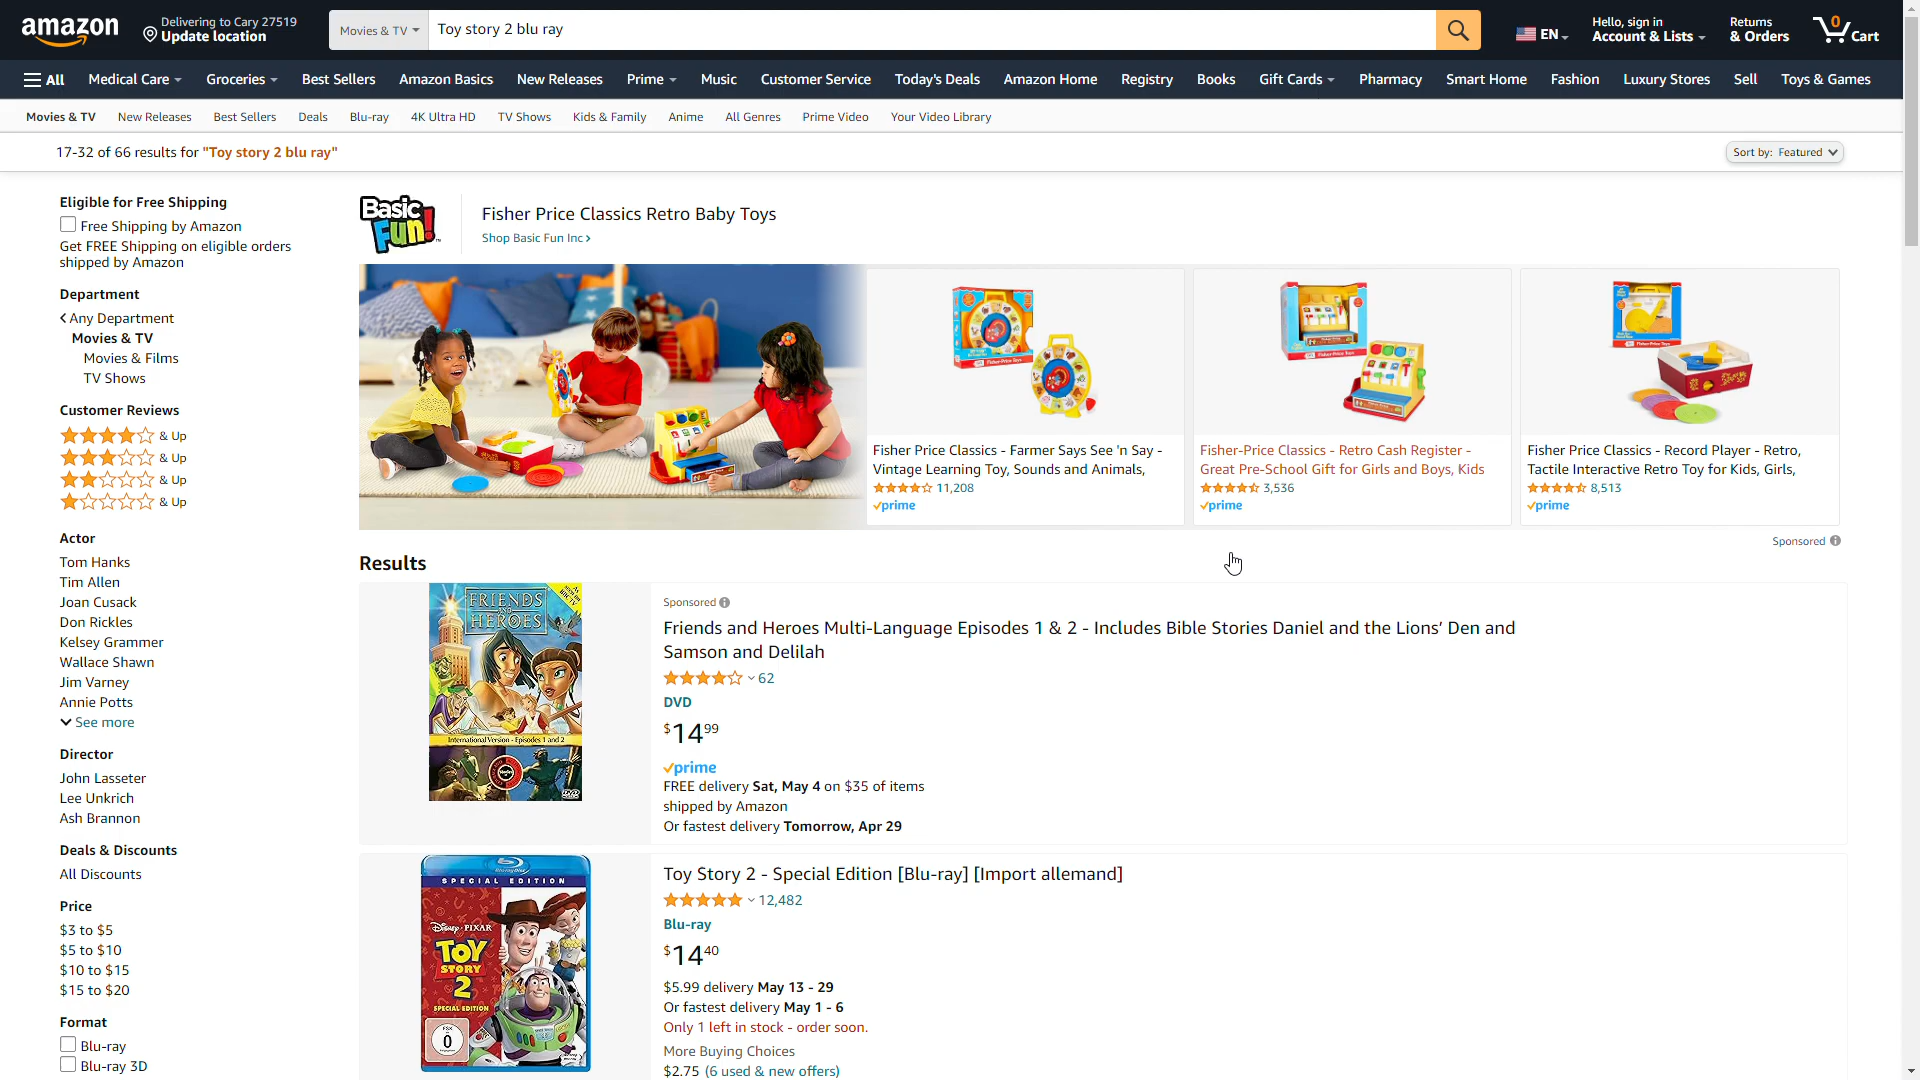 amazon
Delivering to Cary 27519
Update location
Movies & TV
Toy story 2 blu ray
EN
Hello, sign in
Account & Lists
Returns
& Orders
0
Cart
All
Medical Care
Groceries
Best Sellers
Amazon Basics
New Releases
Prime
Music
Customer Service
Today's Deals
Amazon Home
Registry
Books
Gift Cards
Pharmacy
Smart Home
Fashion
Luxury Stores
Sell
Toys & Games
Movies & TV
New Releases
Best Sellers
Deals
Blu-ray
4K Ultra HD
TV Shows
Kids & Family
Anime
All Genres
Prime Video
Your Video Library
17-32 of 66 results for "Toy story 2 blu ray"
Sort by: Featured
Eligible for Free Shipping
Free Shipping by Amazon
Get FREE Shipping on eligible orders
shipped by Amazon
Department
Any Department
Movies & TV
Movies & Films
TV Shows
Customer Reviews
& Up
& Up
& Up
& Up
Actor
Tom Hanks
Tim Allen
Joan Cusack
Don Rickles
Kelsey Grammer
Wallace Shawn
Jim Varney
Annie Potts
See more
Director
John Lasseter
Lee Unkrich
Ash Brannon
Deals & Discounts
All Discounts
Price
$3 to $5
$5 to $10
$10 to $15
$15 to $20
Format
Blu-ray
Blu-ray 3D
Basic
Fun!
Fisher Price Classics Retro Baby Toys
Shop Basic Fun Inc
Fisher Price Classics - Farmer Says See 'n Say -
Vintage Learning Toy, Sounds and Animals,
11,208
prime
Fisher-Price Classics - Retro Cash Register -
Great Pre-School Gift for Girls and Boys, Kids
3,536
prime
Fisher Price Classics - Record Player - Retro,
Tactile Interactive Retro Toy for Kids, Girls,
8,513
prime
Sponsored
Results
FRIENDS
AND
HEROES
International Version - Episodes 1 and 2
DVD
Sponsored
Friends and Heroes Multi-Language Episodes 1 & 2 - Includes Bible Stories Daniel and the Lions' Den and
Samson and Delilah
62
DVD
$14 99
prime
FREE delivery Sat, May 4 on $35 of items
shipped by Amazon
Or fastest delivery Tomorrow, Apr 29
Blu-ray Disc
SPECIAL EDITION
Disney PIXAR
TOY
STORY
2
SPECIAL EDITION
FSK
0
Toy Story 2 - Special Edition [Blu-ray] [Import allemand]
12,482
Blu-ray
$14 40
$5.99 delivery May 13 - 29
Or fastest delivery May 1 - 6
Only 1 left in stock - order soon.
More Buying Choices
$2.75 (6 used & new offers)